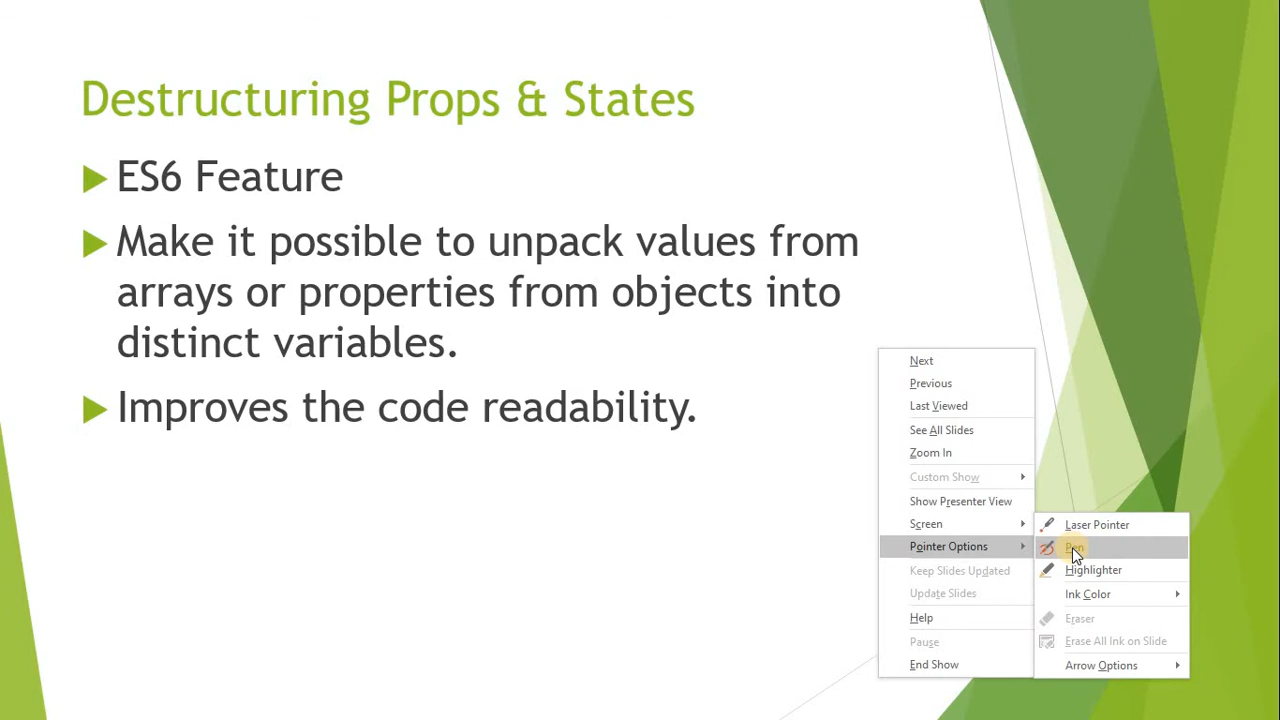 Destructuring Props & States
ES6 Feature
Make it possible to unpack values from
arrays or properties from objects into
distinct variables.
Improves the code readability.
Next
Previous
Last Viewed
See All Slides
Zoom In
Custom Show
Show Presenter View
Screen
Pointer Options
Keep Slides Updated
Update Slides
Help
Pause
End Show
Laser Pointer
Pen
Highlighter
Ink Color
Eraser
Erase All Ink on Slide
Arrow Options